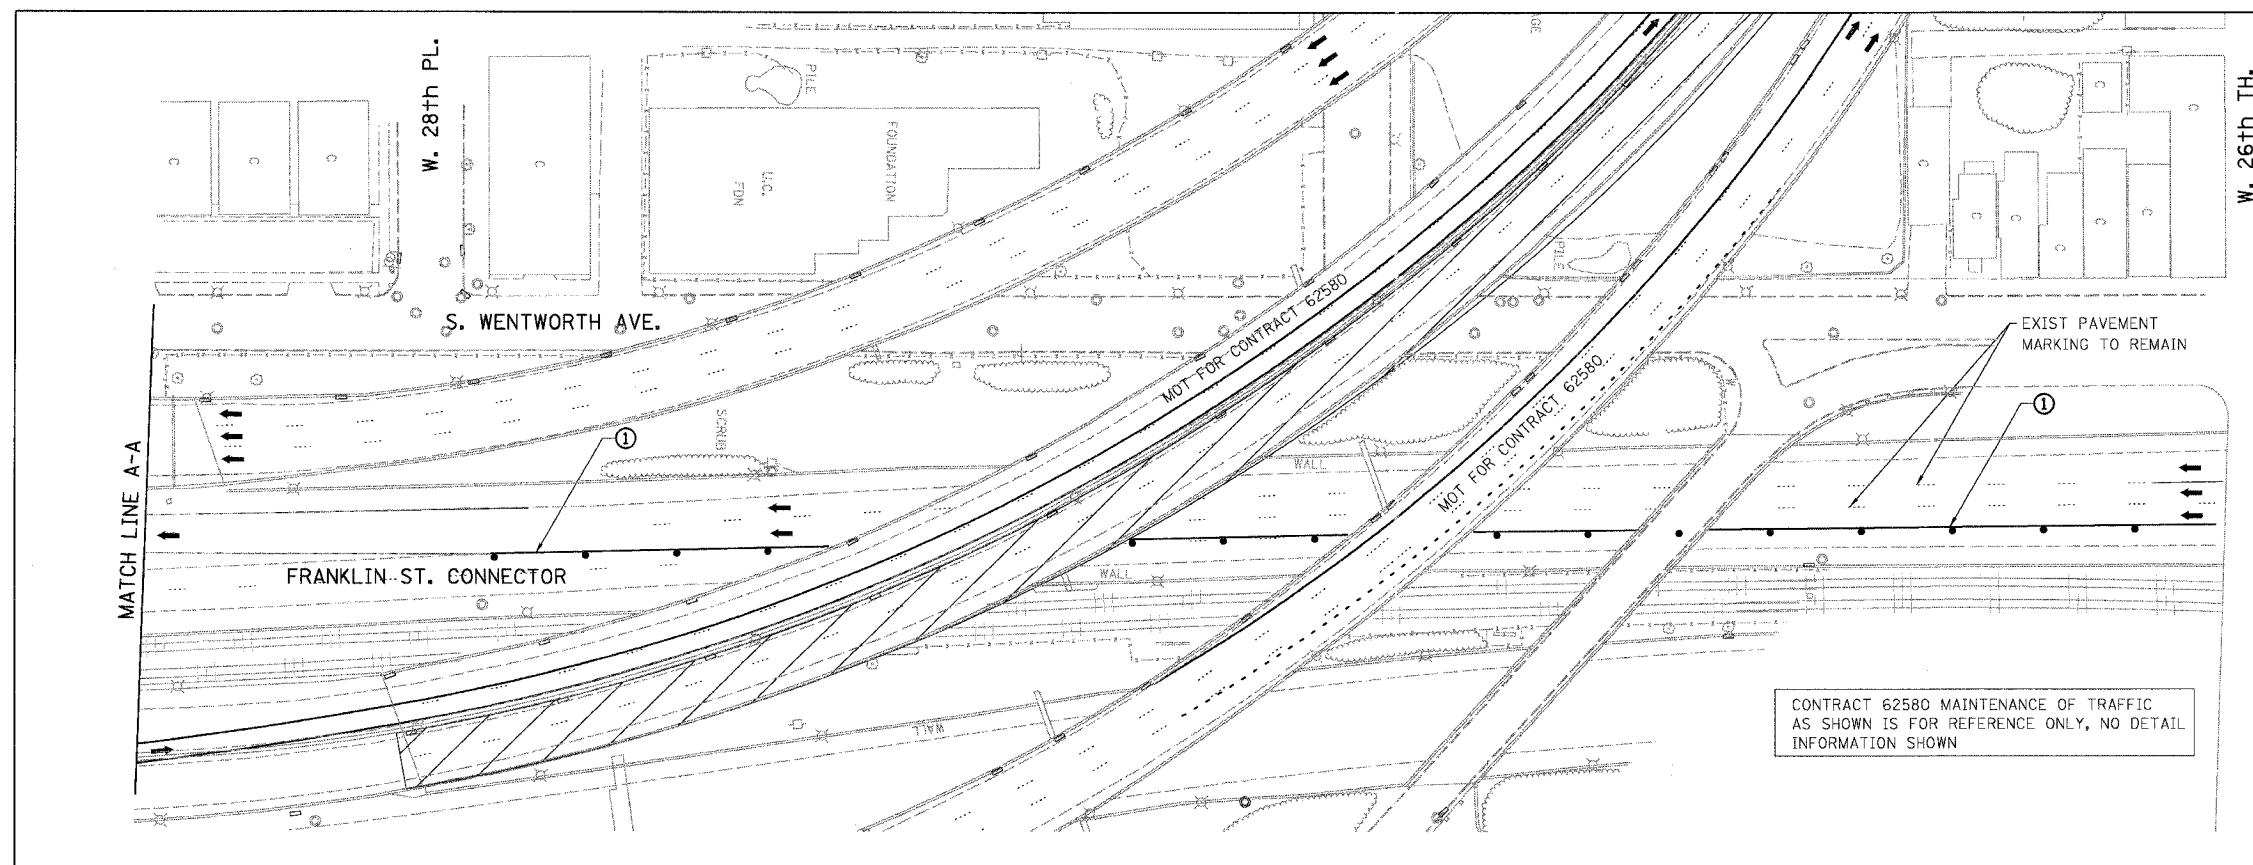 W. 28th PL.
W. 26th TH.
PILE
FOUNDATION
U.C.
FDN
C
C
C
C
C
C
C
C
C
C
C
C
C
PILE
S. WENTWORTH AVE.
MOT FOR CONTRACT 62580
MOT FOR CONTRACT 62580
EXIST PAVEMENT
MARKING TO REMAIN
1
1
SCRUB
WALL
MATCH LINE A-A
FRANKLIN ST. CONNECTOR
WALL
WALL
CONTRACT 62580 MAINTENANCE OF TRAFFIC
AS SHOWN IS FOR REFERENCE ONLY, NO DETAIL
INFORMATION SHOWN